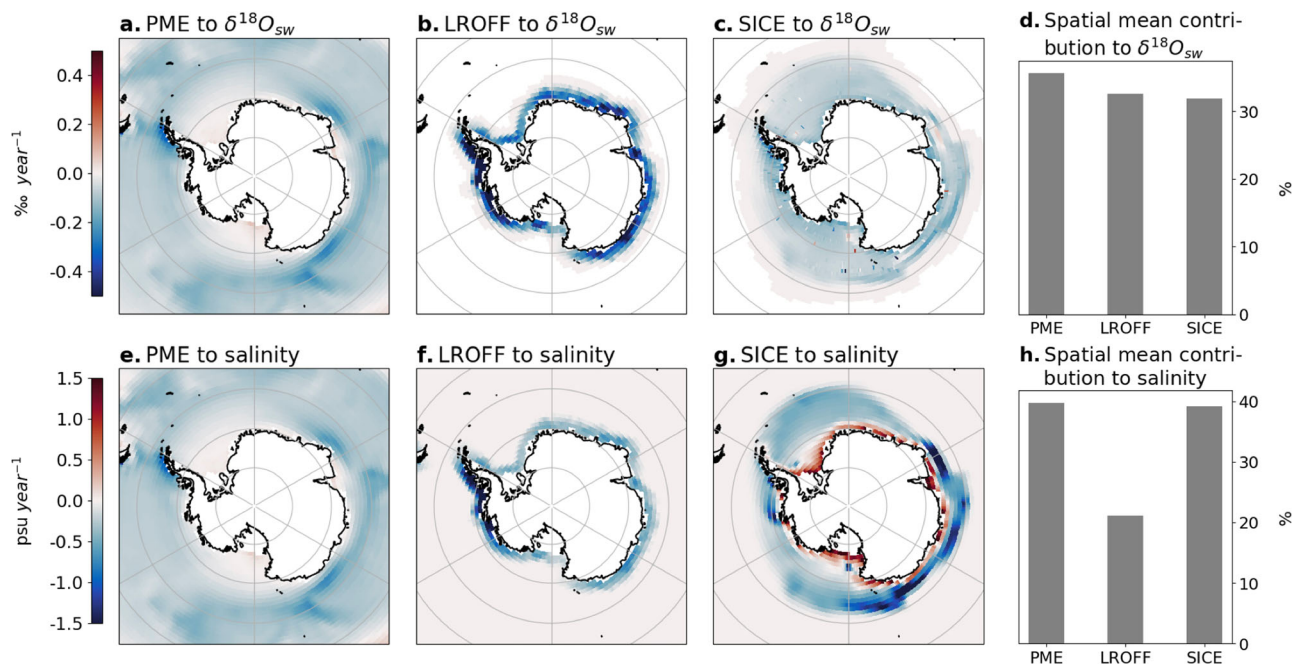 a. PME to δ¹⁸Oₛw
b. LROFF to δ¹⁸Oₛw
c. SICE to δ¹⁸Oₛw
d. Spatial mean contri-
bution to δ¹⁸Oₛw
0.4
0.2
0.0
-0.2
-0.4
‰ year⁻¹
30
20
10
0
%
PME LROFF SICE
e. PME to salinity
f. LROFF to salinity
g. SICE to salinity
h. Spatial mean contri-
bution to salinity
1.5
1.0
0.5
0.0
-0.5
-1.0
-1.5
psu year⁻¹
40
30
20
10
0
%
PME LROFF SICE